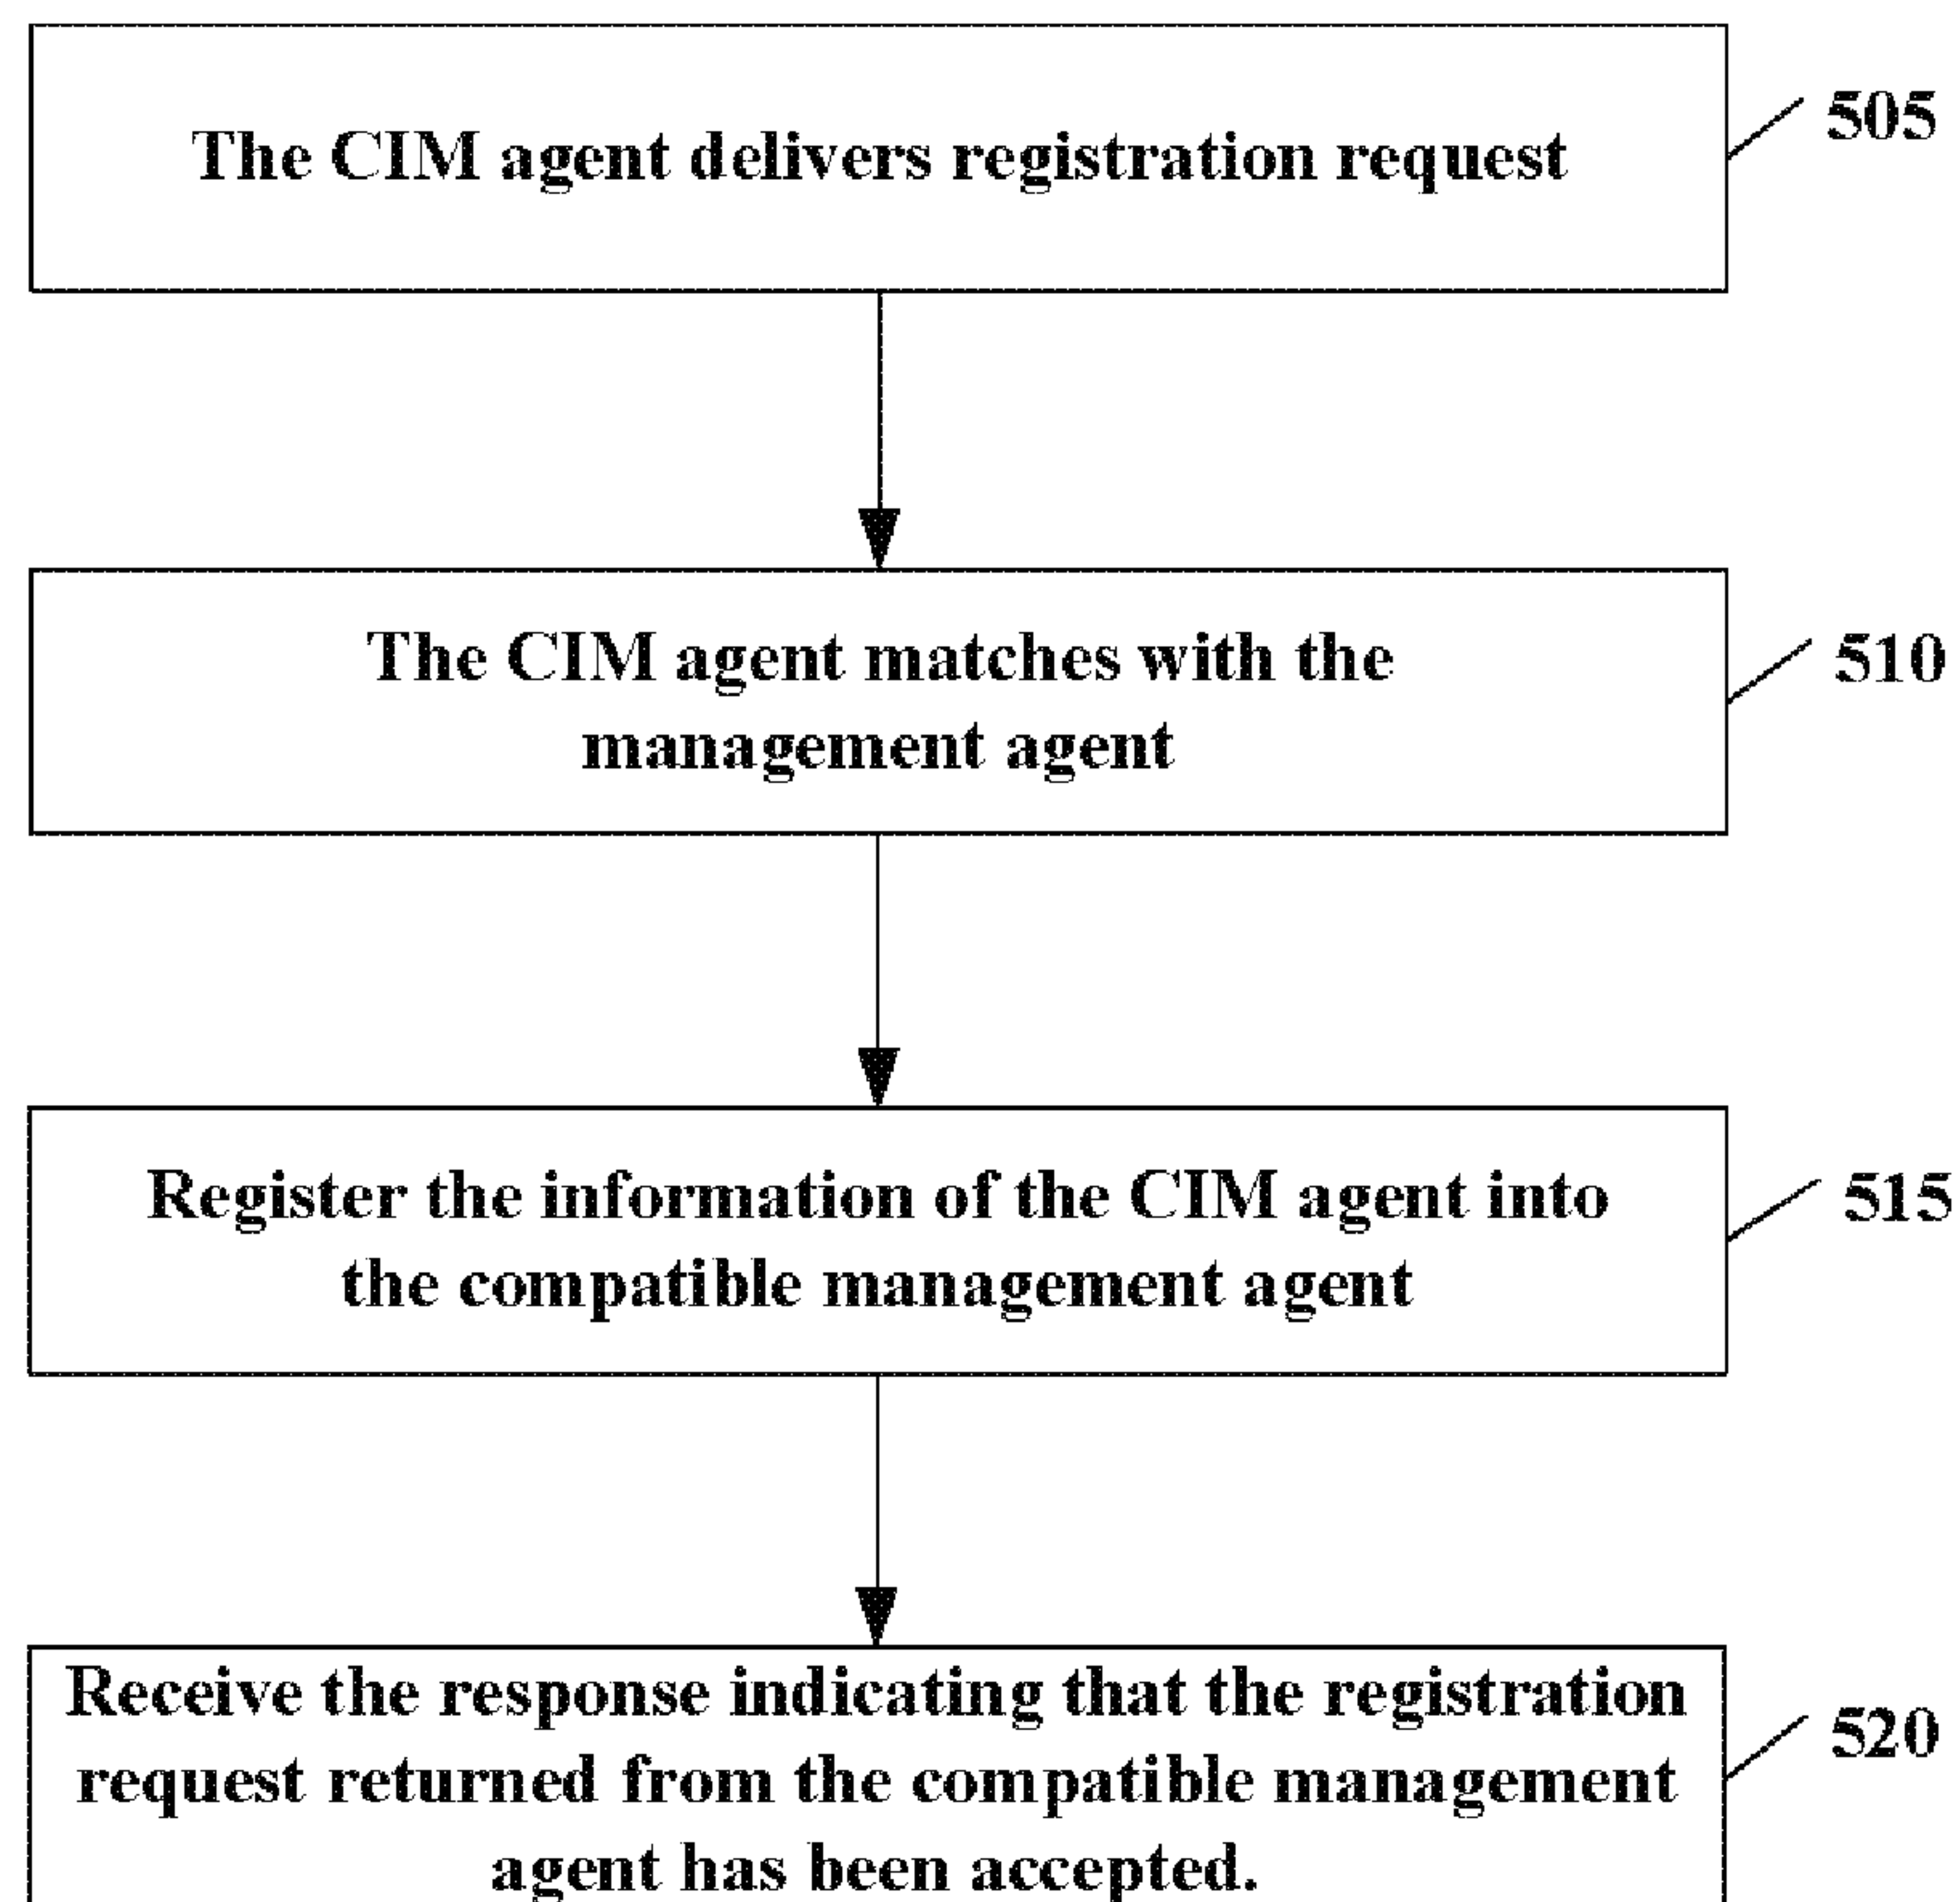 The CIM agent delivers registration request
505
The CIM agent matches with the
management agent
510
Register the information of the CIM agent into
the compatible management agent
515
Receive the response indicating that the registration
request returned from the compatible management
agent has been accepted.
520